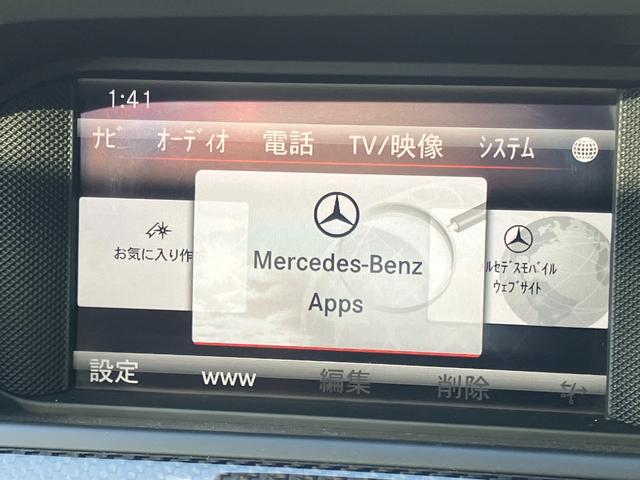 1:41
ﾅﾋﾞ ｵｰﾃﾞｨｵ 電話 TV/映像 ｼｽﾃﾑ
お気に入り作
Mercedes-Benz
Apps
ﾙｾﾃﾞｽﾓﾊﾞｲﾙ
ｳｪﾌﾞｻｲﾄ
設定 www 編集 削除